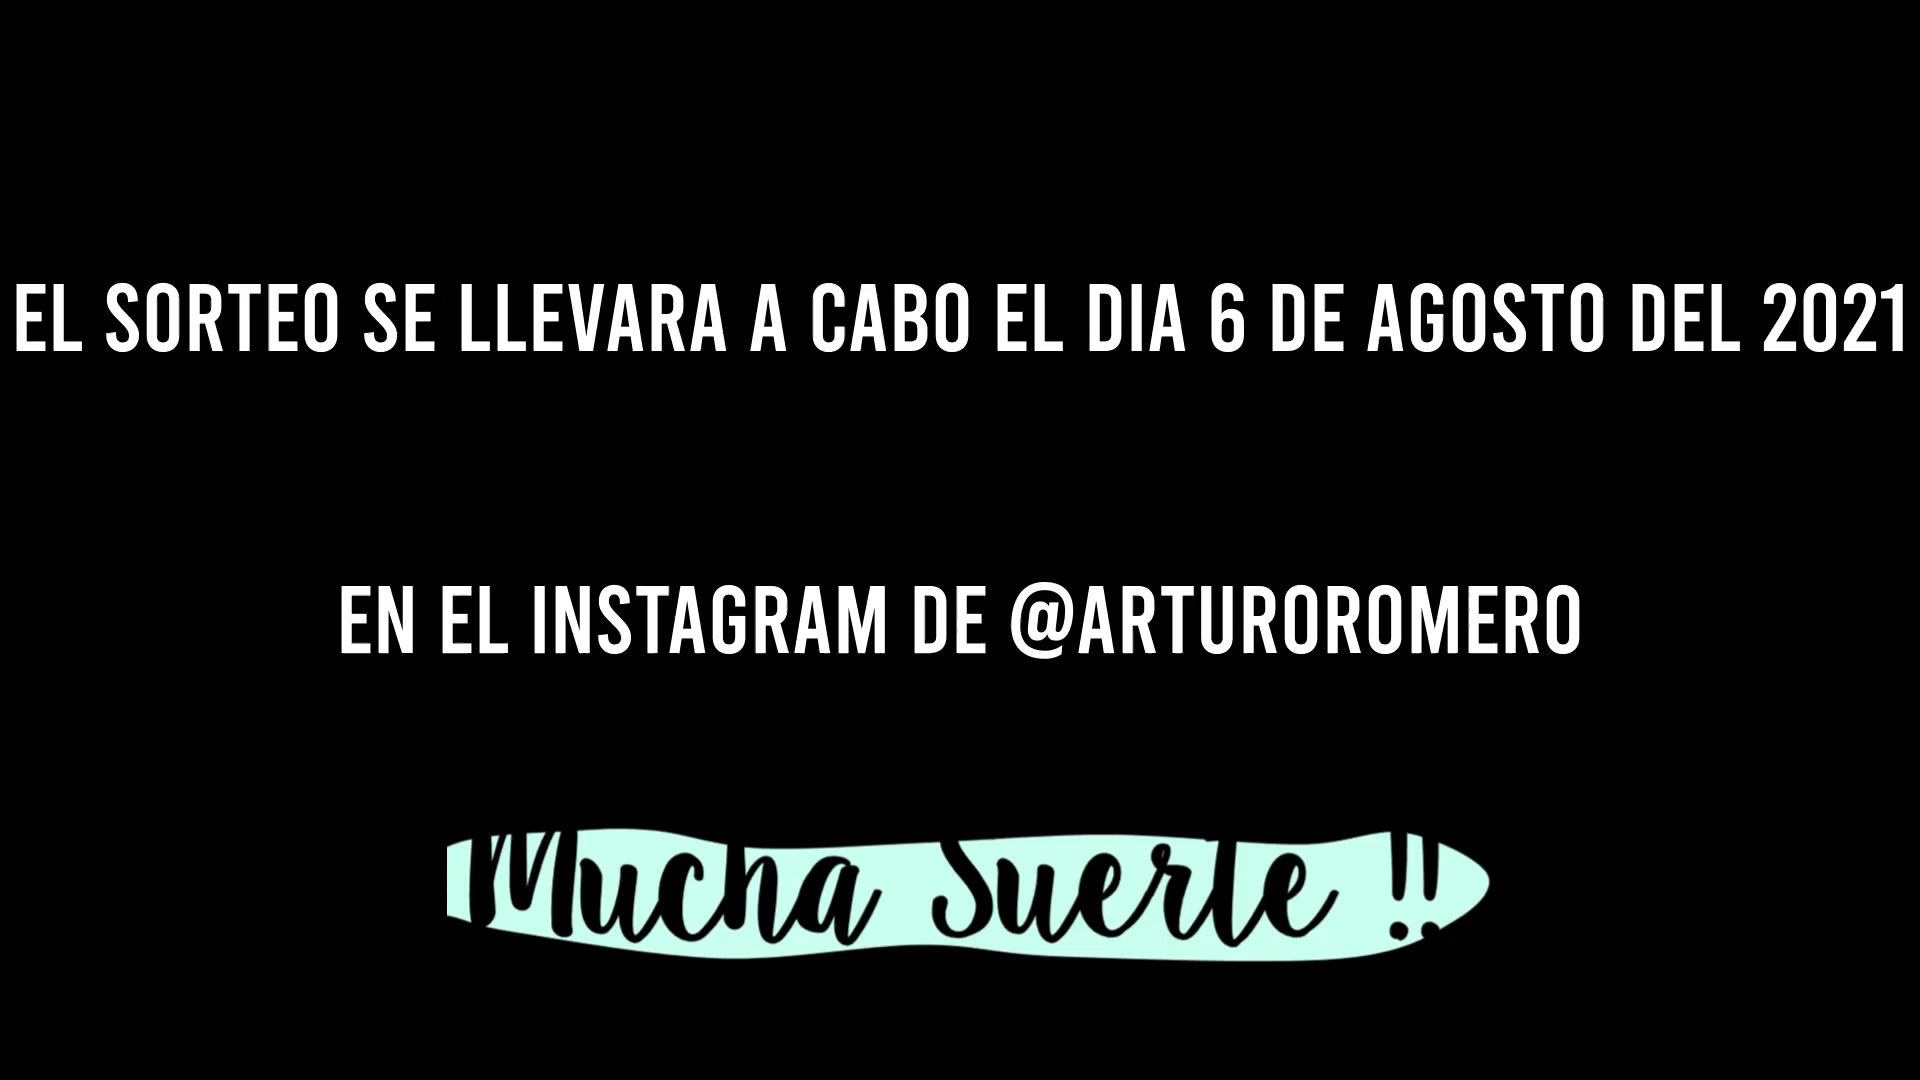 EL SORTEO SE LLEVARA A CABO EL DIA 6 DE AGOSTO DEL 2021
EN EL INSTAGRAM DE @ARTUROROMERO
Mucha Suerte !!